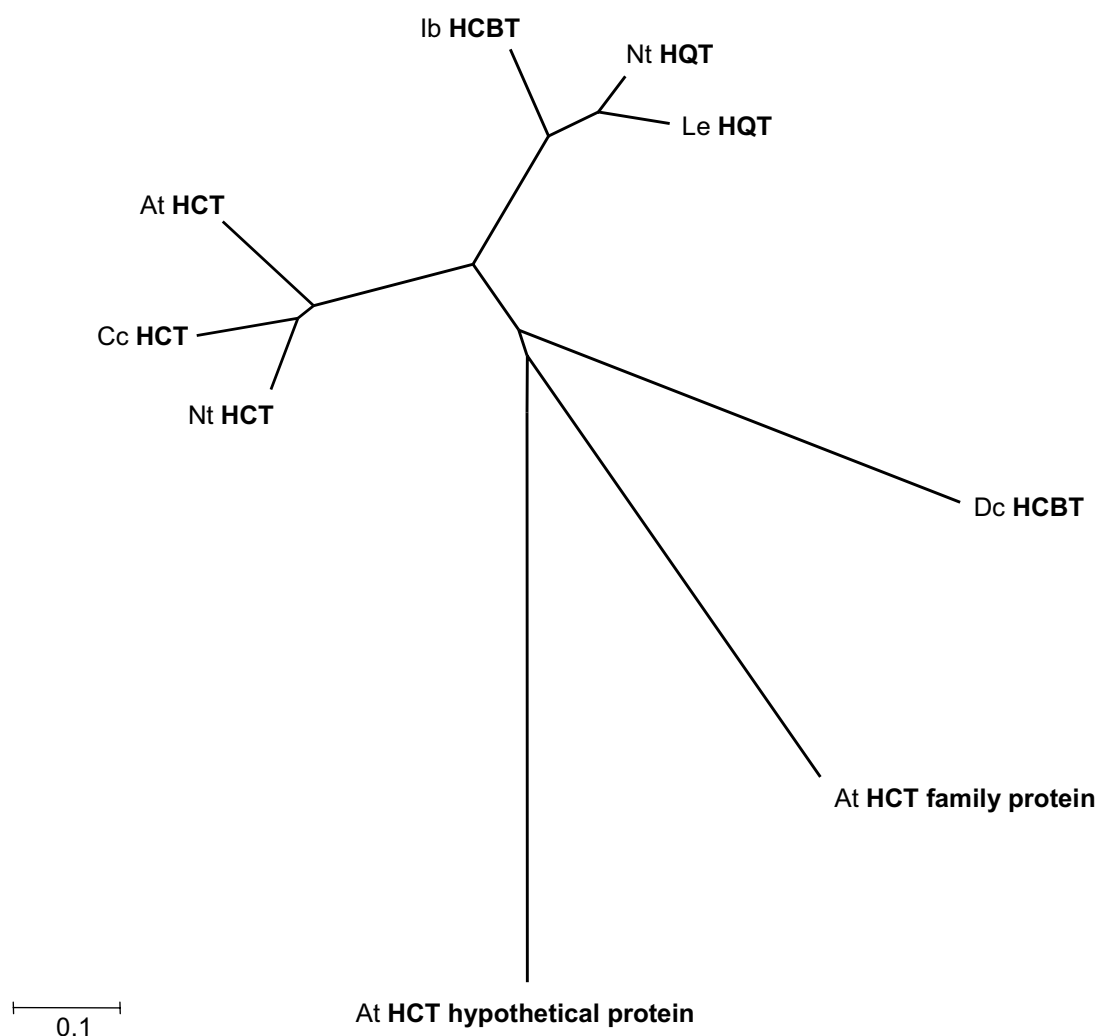 Ib HCBT
Nt HQT
Le HQT
At HCT
Cc HCT
Nt HCT
Dc HCBT
At HCT family protein
At HCT hypothetical protein
0.1